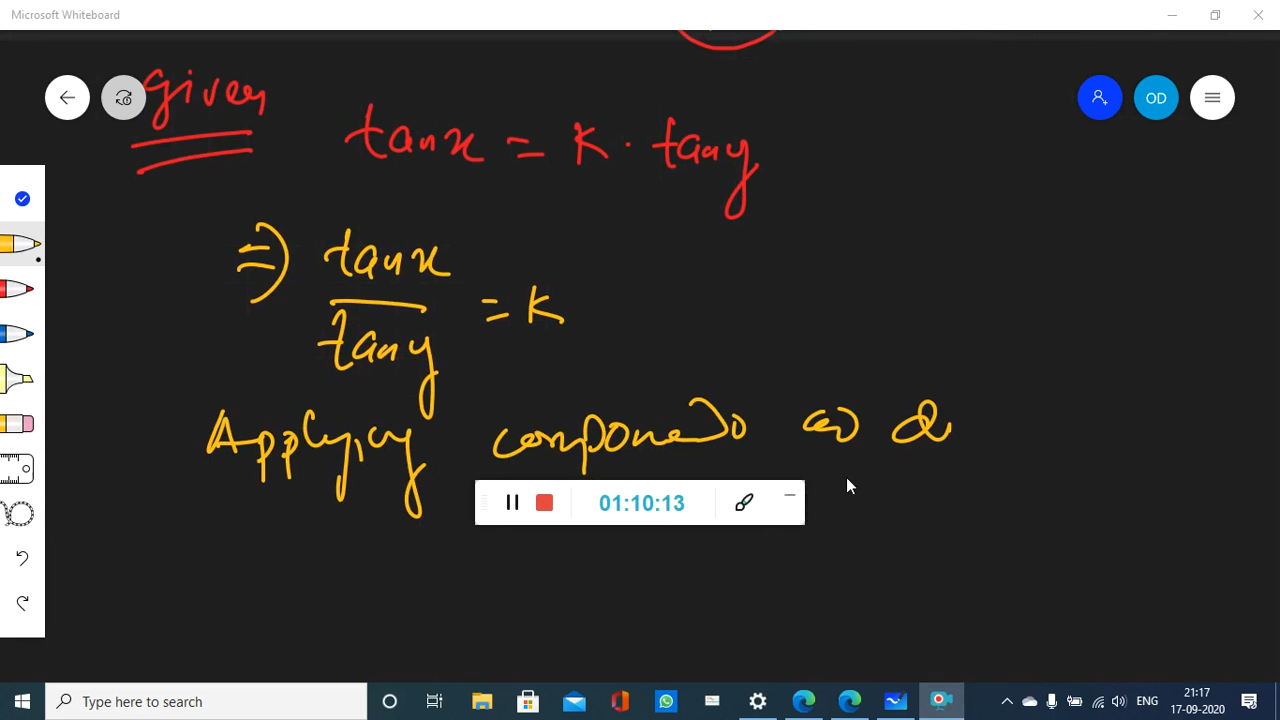 Microsoft Whiteboard
given
tanx = K · tany
OD
⇒ tanx
tany
= K
Applying componendo
01:10:13
Type here to search
ENG
21:17
17-09-2020